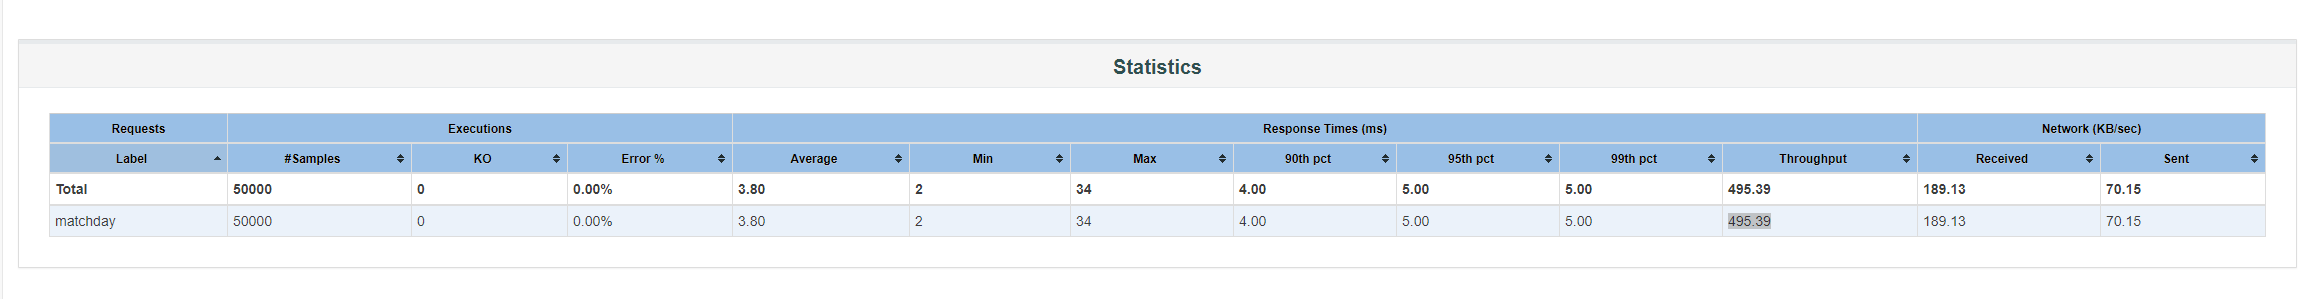 Statistics
Requests Executions Response Times (ms) Network (KB/sec)
Label #Samples KO Error % Average Min Max 90th pct 95th pct 99th pct Throughput Received Sent
Total 50000 0 0.00% 3.80 2 34 4.00 5.00 5.00 495.39 189.13 70.15
matchday 50000 0 0.00% 3.80 2 34 4.00 5.00 5.00 495.39 189.13 70.15